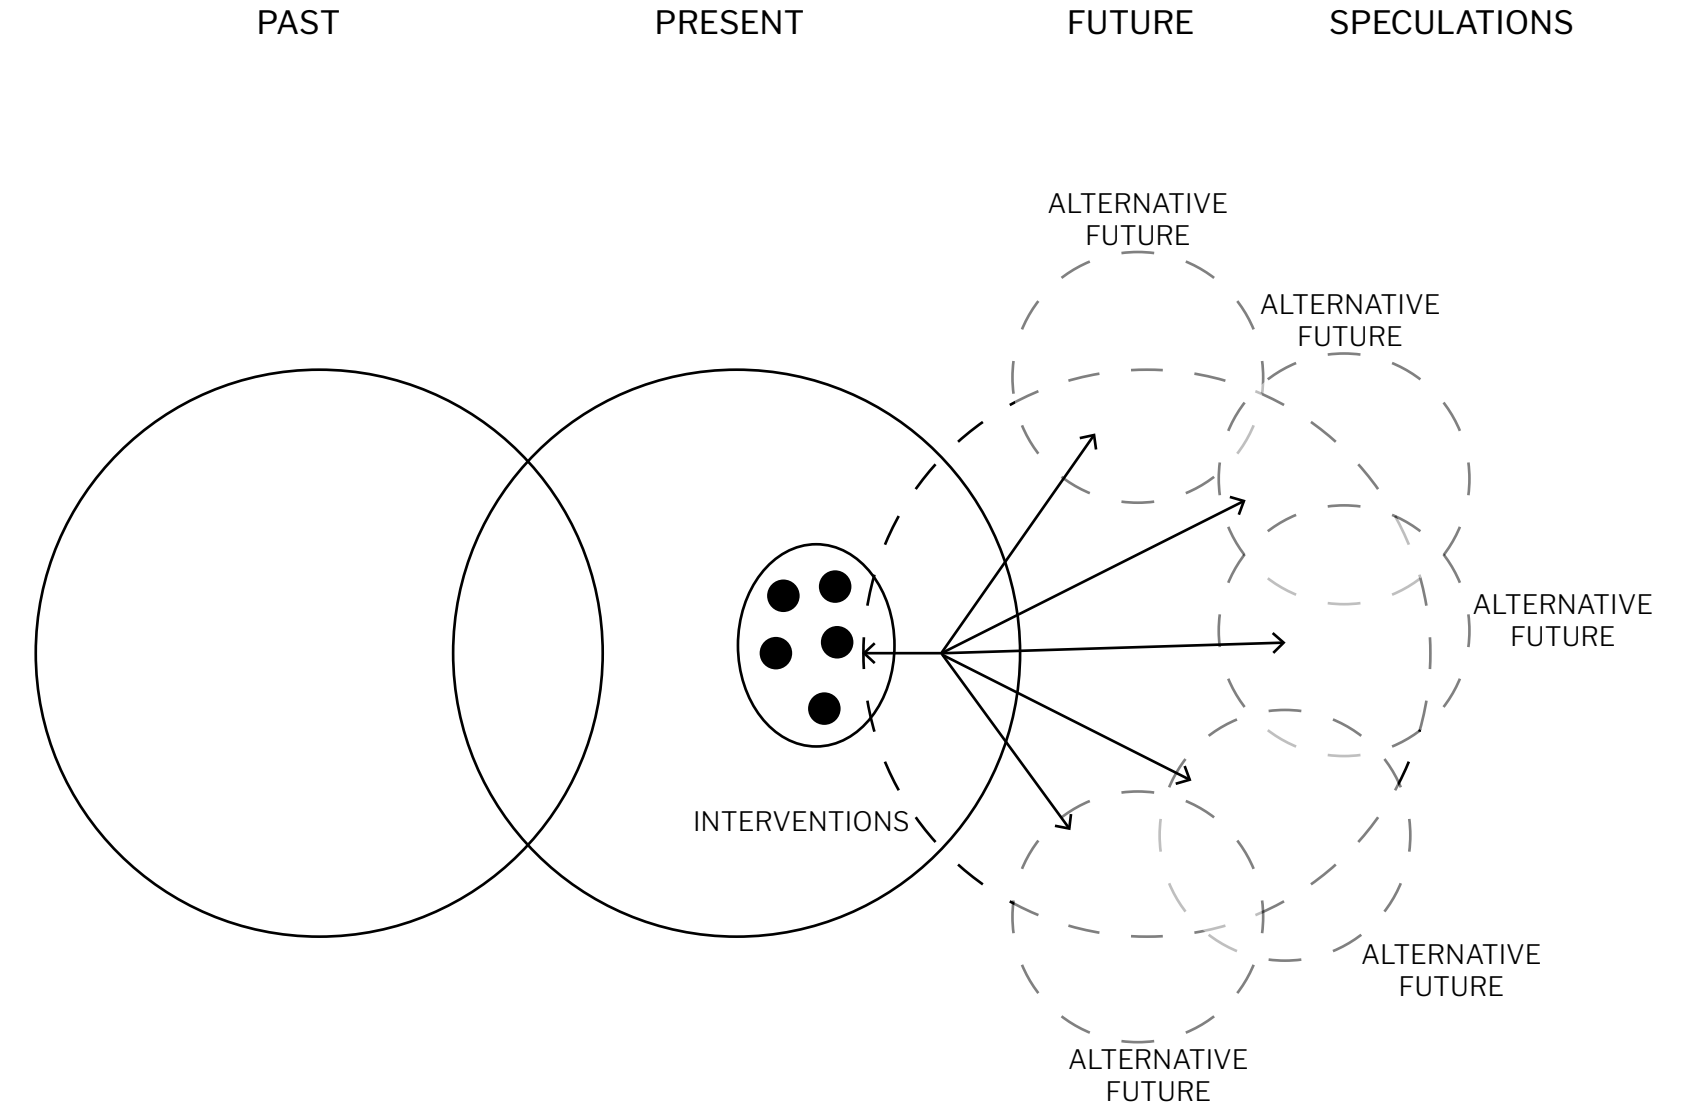 PAST
PRESENT
FUTURE
SPECULATIONS
ALTERNATIVE
FUTURE
ALTERNATIVE
FUTURE
ALTERNATIVE
FUTURE
INTERVENTIONS
ALTERNATIVE
FUTURE
ALTERNATIVE
FUTURE